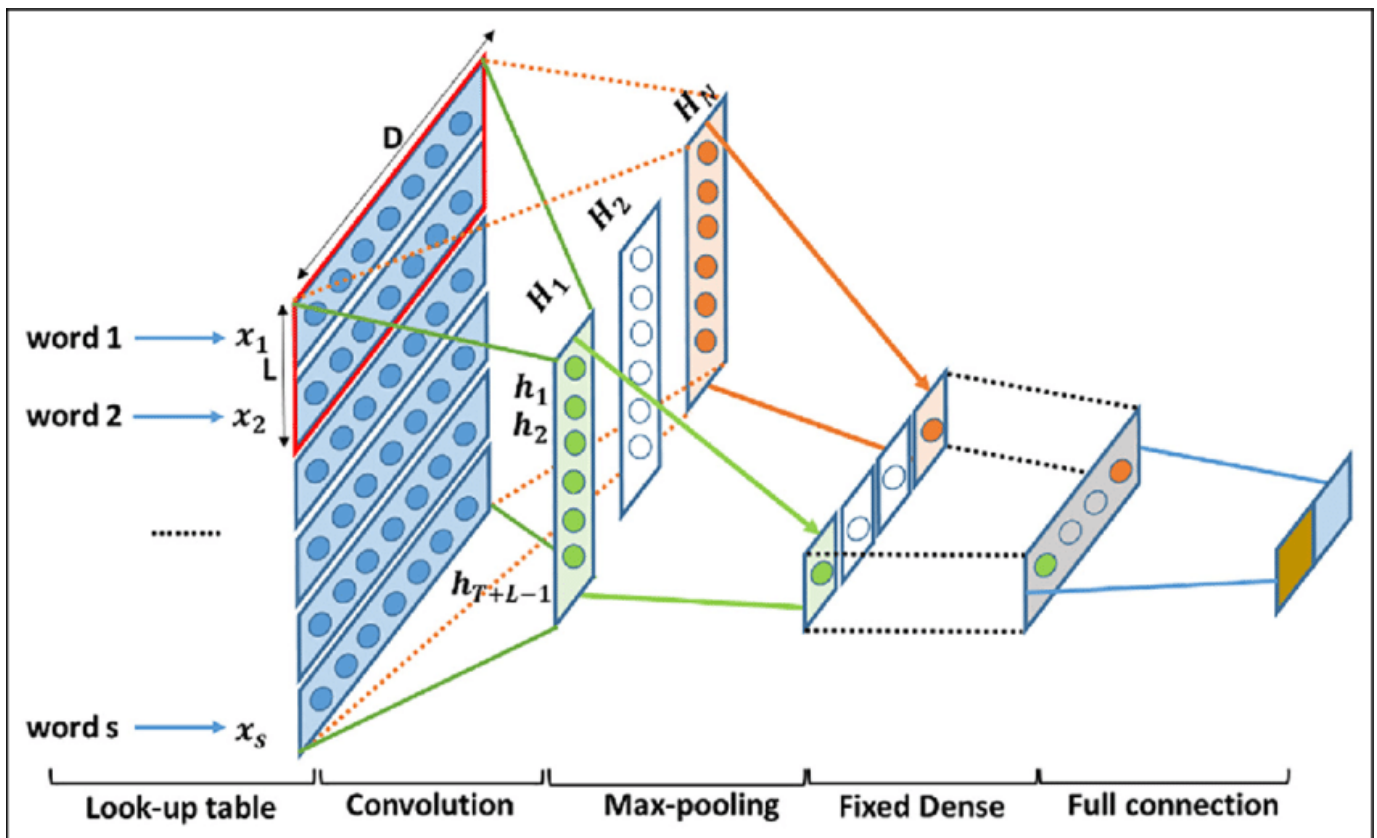 D
H_N
H_2
H_1
word 1
x_1
L
h_1
word 2
x_2
h_2
.........
h_{T+L-1}
word s
x_s
Look-up table
Convolution
Max-pooling
Fixed Dense
Full connection